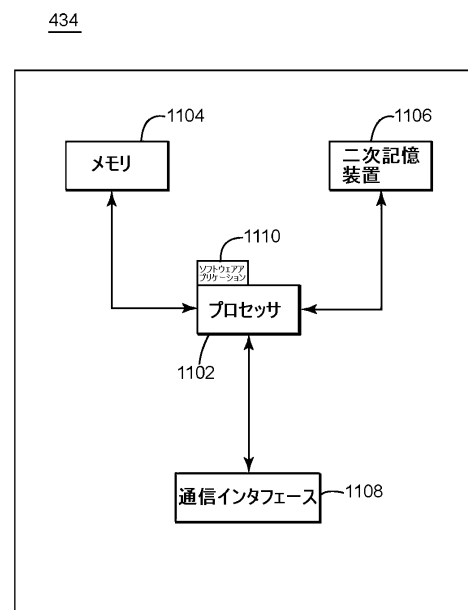 434
1104
メモリ
1106
二次記憶
装置
1110
ソフトウェアア
プリケーション
プロセッサ
1102
通信インタフェース
1108